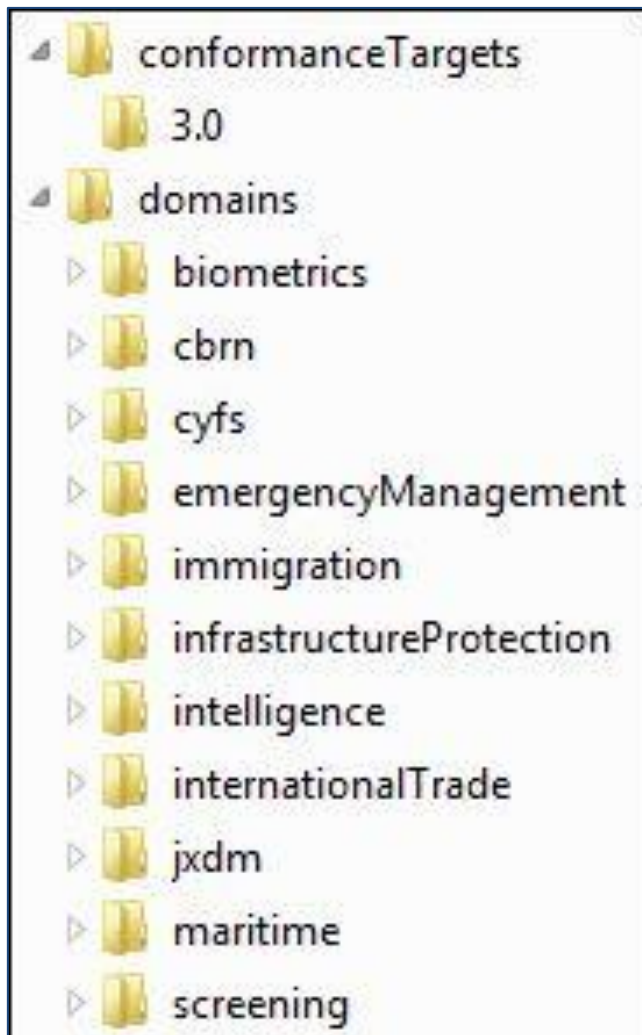 conformanceTargets
3.0
domains
biometrics
cbrn
cyfs
emergencyManagement
immigration
infrastructureProtection
intelligence
internationalTrade
jxdm
maritime
screening